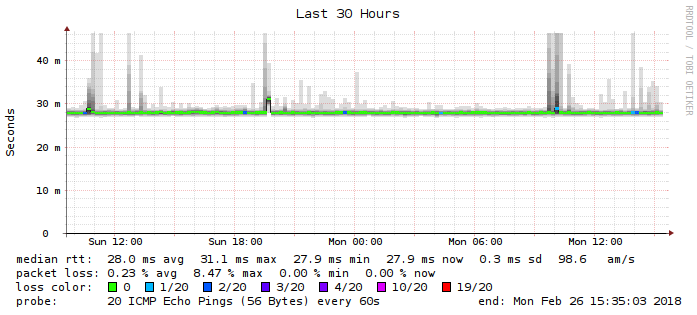 Last 30 Hours
RRDTOOL / TOBI OETIKER
Seconds
40 m
30 m
20 m
10 m
0
Sun 12:00 Sun 18:00 Mon 00:00 Mon 06:00 Mon 12:00
median rtt: 28.0 ms avg 31.1 ms max 27.9 ms min 27.9 ms now 0.3 ms sd 98.6 am/s
packet loss: 0.23 % avg 8.47 % max 0.00 % min 0.00 % now
loss color: 0 1/20 2/20 3/20 4/20 10/20 19/20
probe: 20 ICMP Echo Pings (56 Bytes) every 60s end: Mon Feb 26 15:35:03 2018